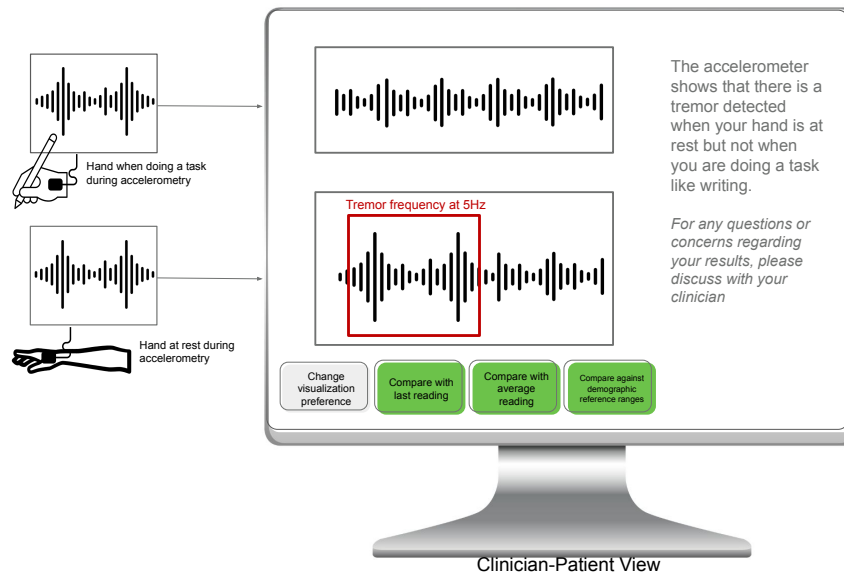 Hand when doing a task
during accelerometry
Hand at rest during
accelerometry
Tremor frequency at 5Hz
The accelerometer
shows that there is a
tremor detected
when your hand is at
rest but not when
you are doing a task
like writing.
For any questions or
concerns regarding
your results, please
discuss with your
clinician
Change
visualization
preference
Compare with
last reading
Compare with
average
reading
Compare against
demographic
reference ranges
Clinician-Patient View